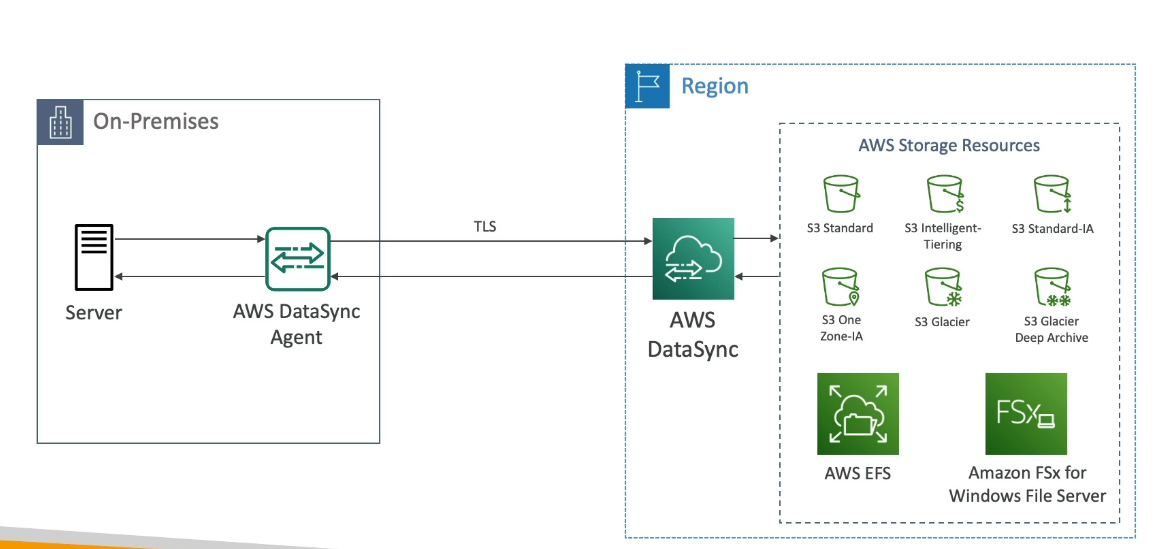 On-Premises
Server
AWS DataSync
Agent
TLS
Region
AWS
DataSync
AWS Storage Resources
S3 Standard
S3 Intelligent-
Tiering
S3 Standard-IA
S3 One
Zone-IA
S3 Glacier
S3 Glacier
Deep Archive
AWS EFS
FSx
Amazon FSx for
Windows File Server